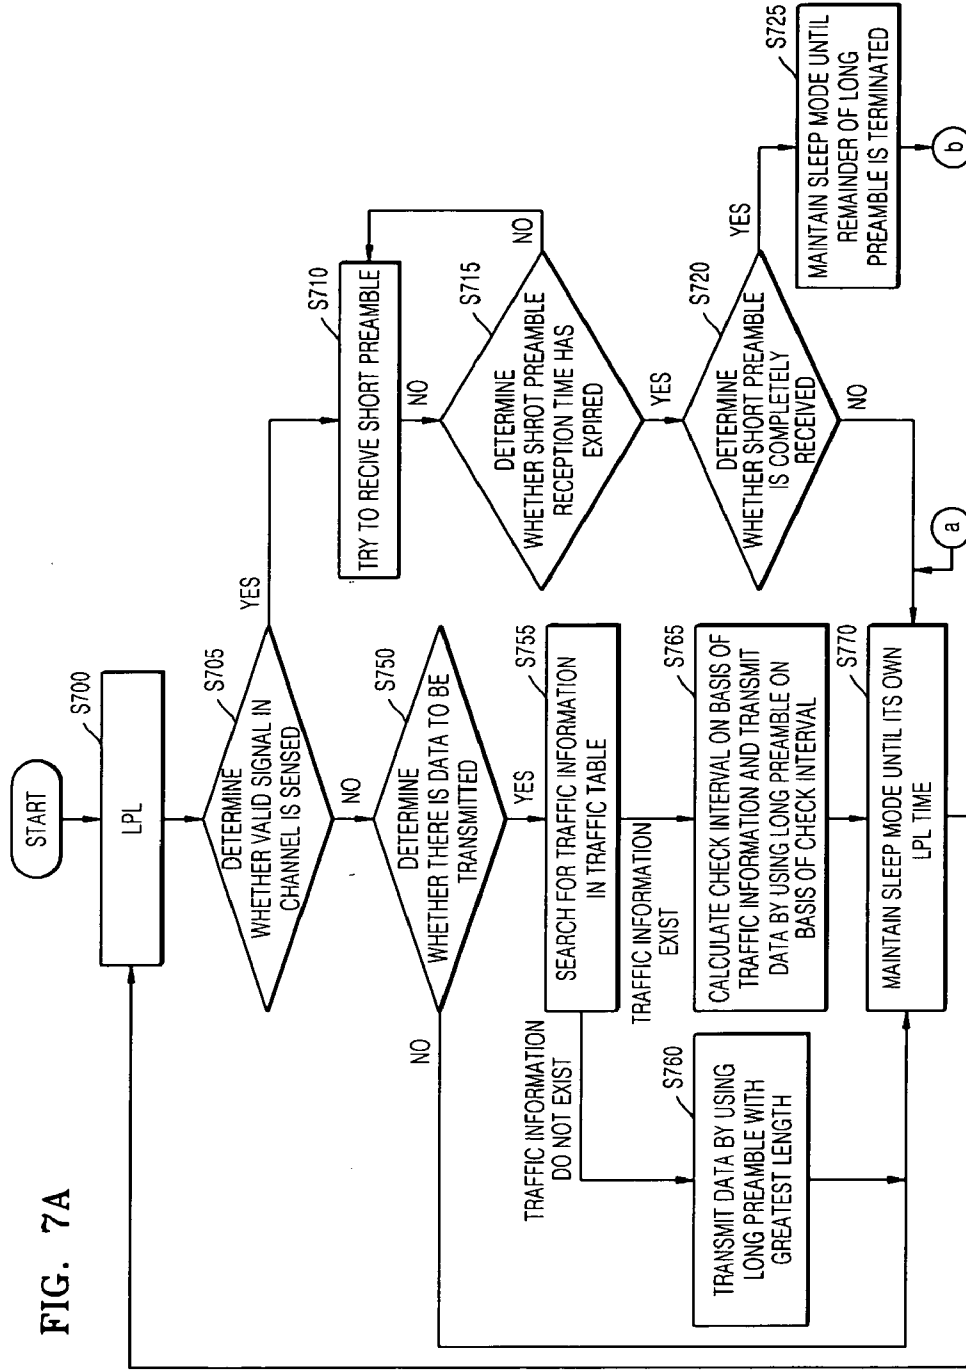 FIG. 7A
START
S700
LPL
S705
DETERMINE
WHETHER VALID SIGNAL IN
CHANNEL IS SENSED
YES
NO
S710
TRY TO RECIVE SHORT PREAMBLE
NO
S715
DETERMINE
WHETHER SHROT PREAMBLE
RECEPTION TIME HAS
EXPIRED
NO
YES
S720
DETERMINE
WHETHER SHORT PREAMBLE
IS COMPLETELY
RECEIVED
YES
NO
S725
MAINTAIN SLEEP MODE UNTIL
REMAINDER OF LONG
PREAMBLE IS TERMINATED
b
a
S750
DETERMINE
WHETHER THERE IS DATA TO BE
TRANSMITTED
NO
YES
S755
SEARCH FOR TRAFFIC INFORMATION
IN TRAFFIC TABLE
TRAFFIC INFORMATION
DO NOT EXIST
TRAFFIC INFORMATION
EXIST
S760
TRANSMIT DATA BY USING
LONG PREAMBLE WITH
GREATEST LENGTH
S765
CALCULATE CHECK INTERVAL ON BASIS OF
TRAFFIC INFORMATION AND TRANSMIT
DATA BY USING LONG PREAMBLE ON
BASIS OF CHECK INTERVAL
S770
MAINTAIN SLEEP MODE UNTIL ITS OWN
LPL TIME